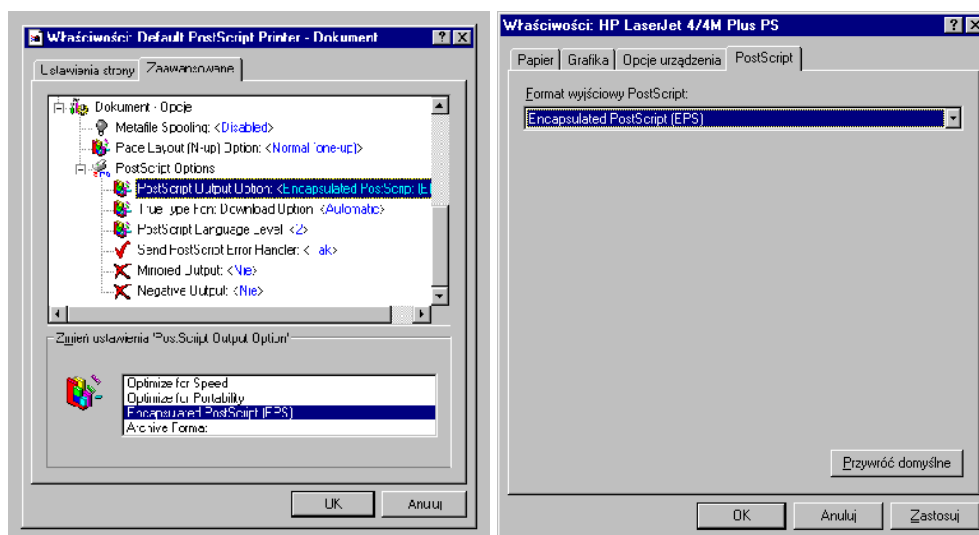 Właściwości: Default PostScript Printer - Dokument
Ustawienia strony
Zaawansowane
Dokument - Opcje
Metafile Spooling: <Disabled>
Page Layout (N-up) Option: <Normal (one-up)>
PostScript Options
PostScript Output Option: <Encapsulated PostScript (E
TrueType Font Download Option <Automatic>
PostScript Language Level <2>
Send PostScript Error Handler: <Tak>
Mirrored Output: <Nie>
Negative Output: <Nie>
Zmień ustawienia 'PostScript Output Option'
Optimize for Speed
Optimize for Portability
Encapsulated PostScript (EPS)
Archive Format
OK
Anuluj
Właściwości: HP LaserJet 4/4M Plus PS
Papier
Grafika
Opcje urządzenia
PostScript
Format wyjściowy PostScript:
Encapsulated PostScript (EPS)
Przywróć domyślne
OK
Anuluj
Zastosuj